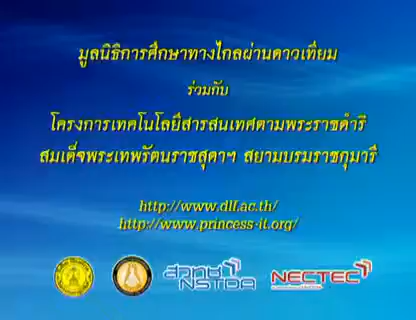 มูลนิธิการศึกษาทางไกลผ่านดาวเทียม
ร่วมกับ
โครงการเทคโนโลยีสารสนเทศตามพระราชดำริ
สมเด็จพระเทพรัตนราชสุดาฯ สยามบรมราชกุมารี
http://www.dlf.ac.th/
http://www.princess-it.org/
สวทช
NSTDA
NECTEC